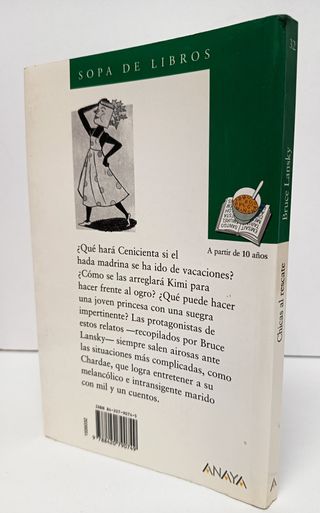 SOPA DE LIBROS
A partir de 10 años
¿Qué hará Cenicienta si el
hada madrina se ha ido de vacaciones?
¿Cómo se las arreglará Kimi para
hacer frente al ogro? ¿Qué puede hacer
una joven princesa con una suegra
impertinente? Las protagonistas de
estos relatos —recopilados por Bruce
Lansky— siempre salen airosas ante
las situaciones más complicadas, como
Chardae, que logra entretener a su
melancólico e intransigente marido
con mil y un cuentos.
ANAYA
32
Bruce Lansky
Chicas al rescate